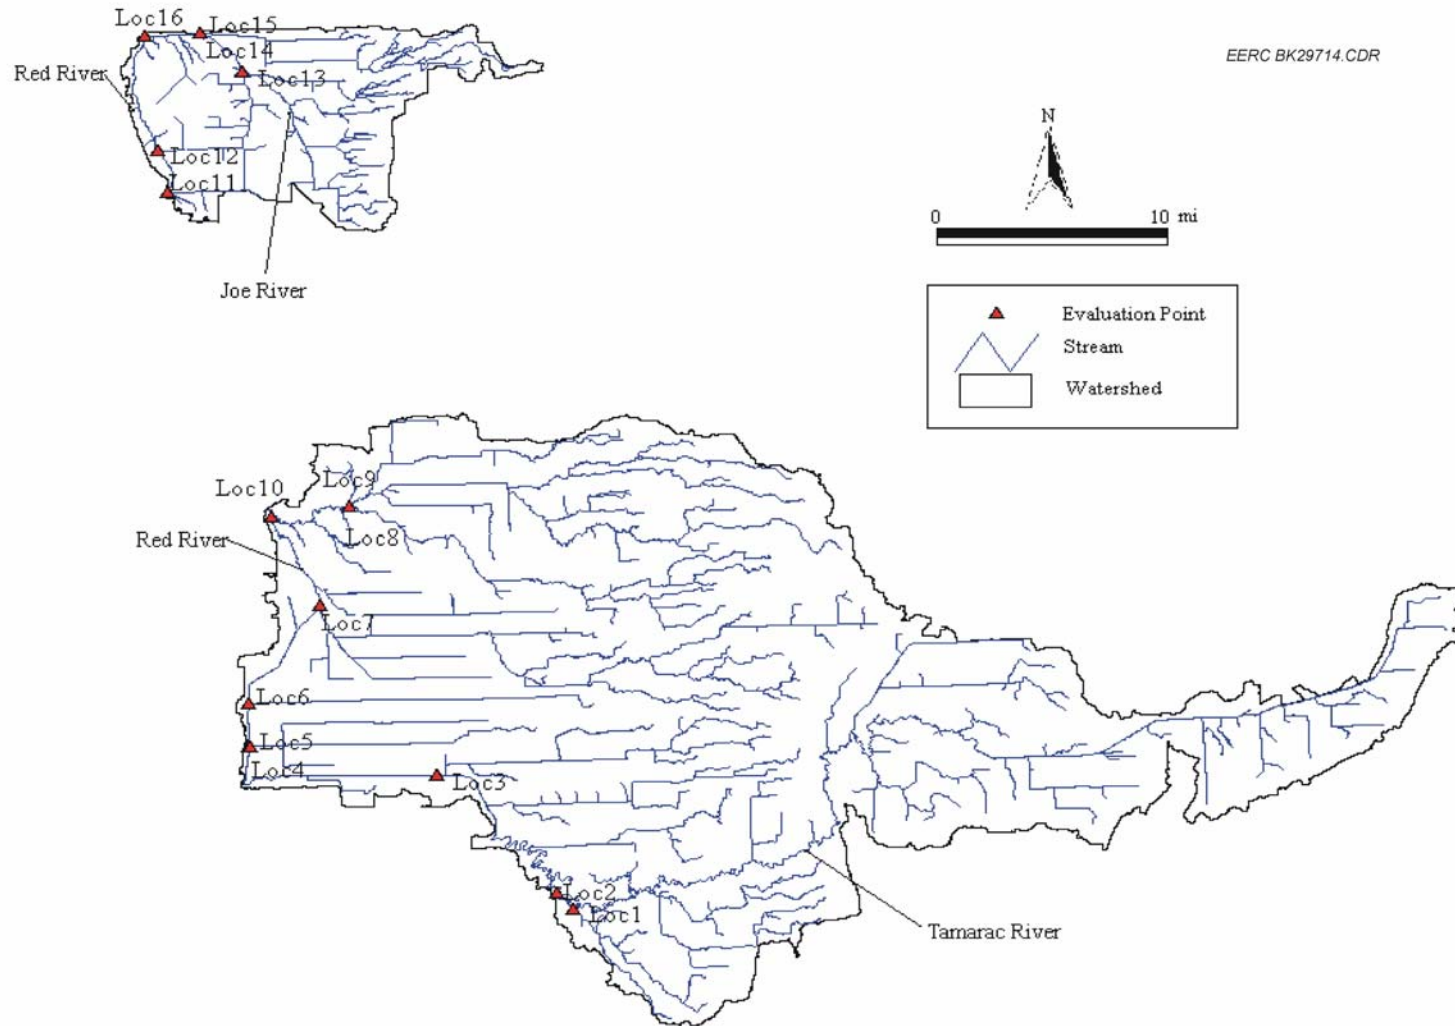 Loc16
Loc15
Loc14
Red River
Loc13
Loc12
Loc11
Joe River
EERC BK29714.CDR
N
0 10 mi
Evaluation Point
Stream
Watershed
Loc9
Loc10
Loc8
Red River
Loc7
Loc6
Loc5
Loc4
Loc3
Loc2
Loc1
Tamarac River